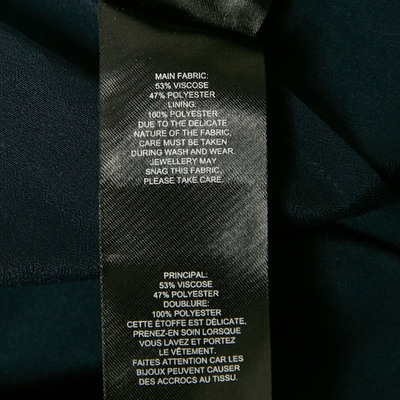 MAIN FABRIC:
53% VISCOSE
47% POLYESTER
LINING:
100% POLYESTER
DUE TO THE DELICATE
NATURE OF THE FABRIC,
CARE MUST BE TAKEN
DURING WASH AND WEAR.
JEWELLERY MAY
SNAG THIS FABRIC,
PLEASE TAKE CARE.
PRINCIPAL:
53% VISCOSE
47% POLYESTER
DOUBLURE:
100% POLYESTER
CETTE ÉTOFFE EST DÉLICATE,
PRENEZ-EN SOIN LORSQUE
VOUS LAVEZ ET PORTEZ
LE VÊTEMENT.
FAITES ATTENTION CAR LES
BIJOUX PEUVENT CAUSER
DES ACCROCS AU TISSU.